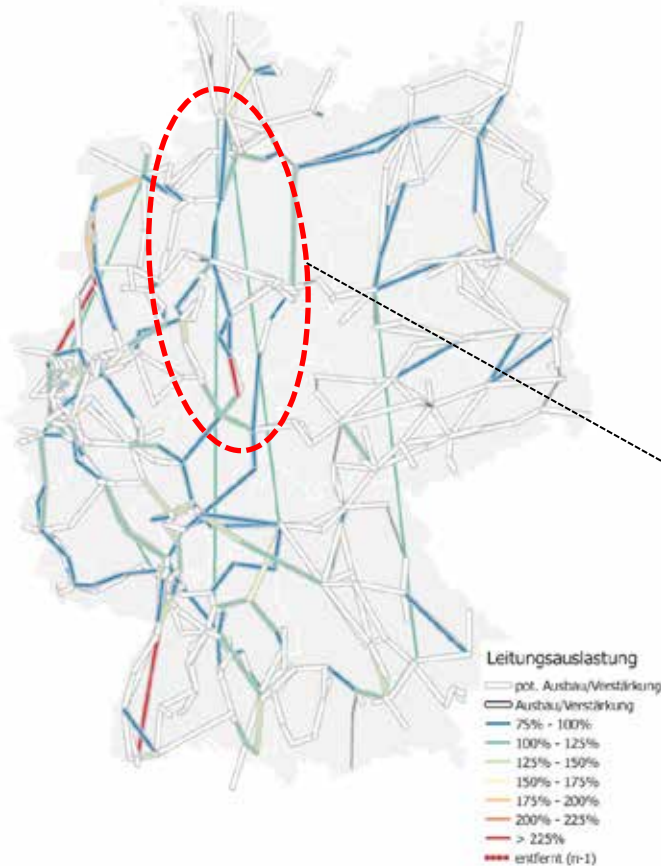 Leitungsauslastung
pot. Ausbau/Verstärkung
Ausbau/Verstärkung
75% - 100%
100% - 125%
125% - 150%
150% - 175%
175% - 200%
200% - 225%
> 225%
entfernt (n-1)